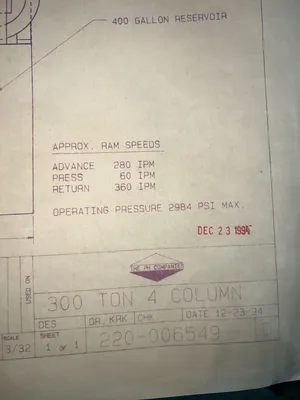 400 GALLON RESERVOIR
APPROX. RAM SPEEDS
ADVANCE 280 IPM
PRESS 60 IPM
RETURN 360 IPM
OPERATING PRESSURE 2984 PSI MAX.
DEC 23 1994
USED ON
300 TON 4 COLUMN
DES DR. KRK CHK DATE 12-23-94
SCALE
3/32
SHEET
1 OF 1
220-006549